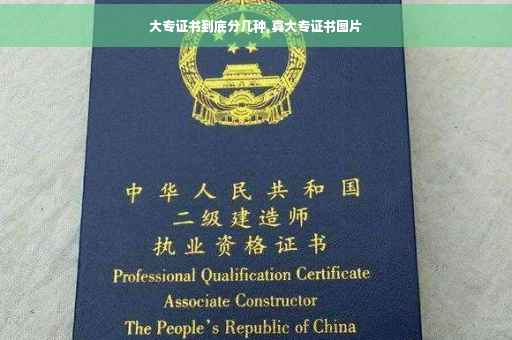 大专证书到底分几种,真大专证书图片
中华人民共和国
二级建造师
执业资格证书
Professional Qualification Certificate
Associate Constructor
The People's Republic of China